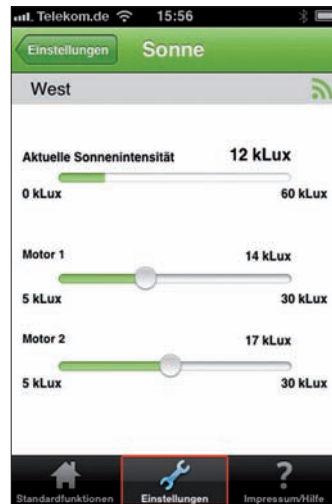 Telekom.de 15:56
Einstellungen Sonne
West
Aktuelle Sonnenintensität 12 kLux
0 kLux 60 kLux
Motor 1 14 kLux
5 kLux 30 kLux
Motor 2 17 kLux
5 kLux 30 kLux
Standardfunktionen Einstellungen Impressum/Hilfe